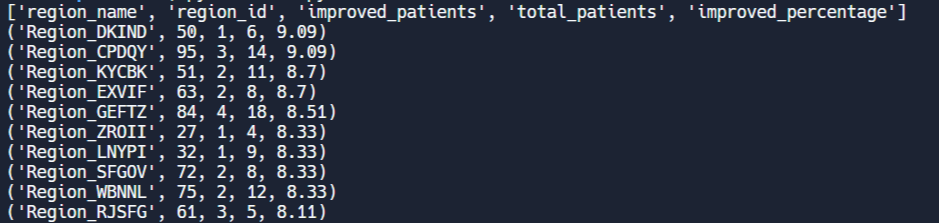 ['region_name', 'region_id', 'improved_patients', 'total_patients', 'improved_percentage']
('Region_DKIND', 50, 1, 6, 9.09)
('Region_CPDQY', 95, 3, 14, 9.09)
('Region_KYCBK', 51, 2, 11, 8.7)
('Region_EXVIF', 63, 2, 8, 8.7)
('Region_GEFTZ', 84, 4, 18, 8.51)
('Region_ZROII', 27, 1, 4, 8.33)
('Region_LNYPI', 32, 1, 9, 8.33)
('Region_SFGOV', 72, 2, 8, 8.33)
('Region_WBNNL', 75, 2, 12, 8.33)
('Region_RJSFG', 61, 3, 5, 8.11)